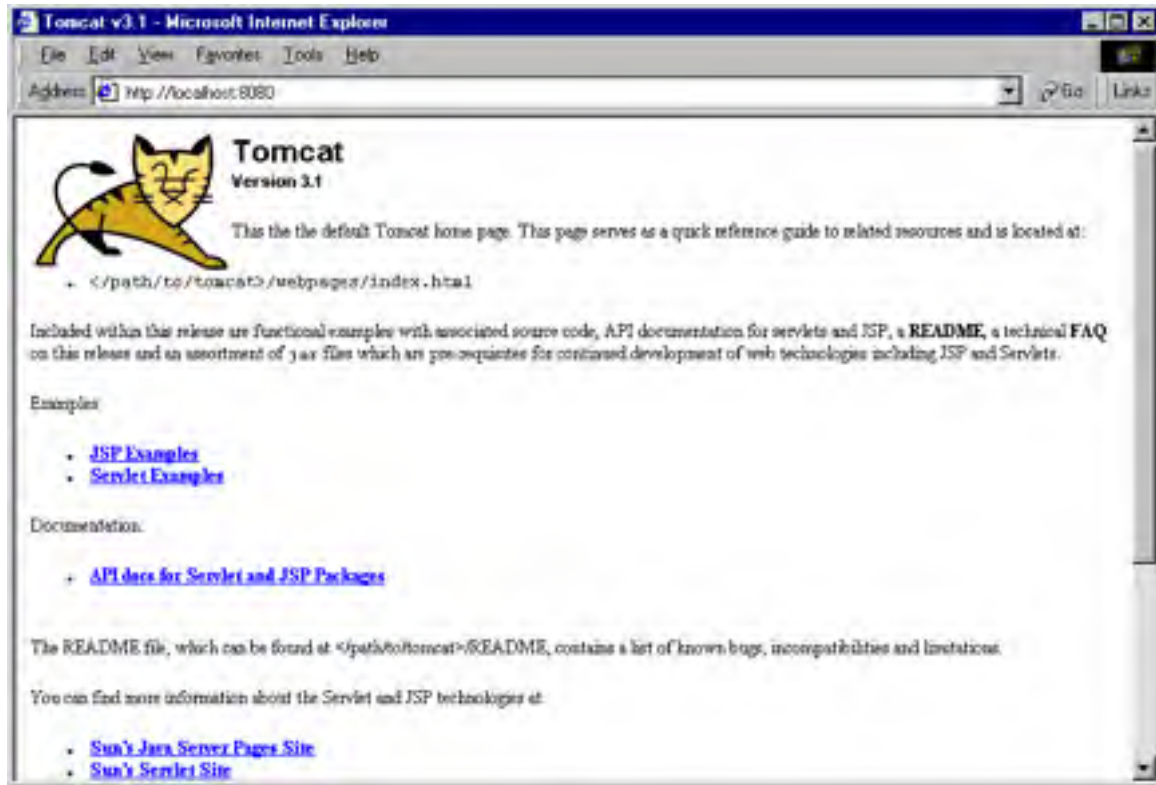 Tomcat v3.1 - Microsoft Internet Explorer
File Edit View Favorites Tools Help
Address http://localhost:8080 Go Links
Tomcat
Version 3.1
This the the default Tomcat home page. This page serves as a quick reference guide to related resources and is located at:
</path/to/tomcat>/webpages/index.html
Included within this release are functional examples with associated source code, API documentation for servlets and JSP, a README, a technical FAQ
on this release and an assortment of jar files which are pre-requisites for continued development of web technologies including JSP and Servlets.
Examples
JSP Examples
Servlet Examples
Documentation.
API docs for Servlet and JSP Packages
The README file, which can be found at </path/to/tomcat>/README, contains a list of known bugs, incompatibilities and limitations.
You can find more information about the Servlet and JSP technologies at
Sun's Java Server Pages Site
Sun's Servlet Site